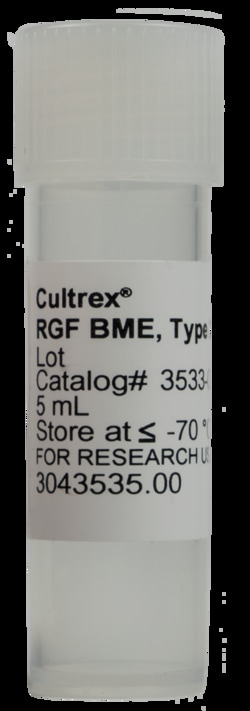 Cultrex®
RGF BME, Type
Lot
Catalog# 3533-
5 mL
Store at ≤ -70 °
FOR RESEARCH
3043535.00